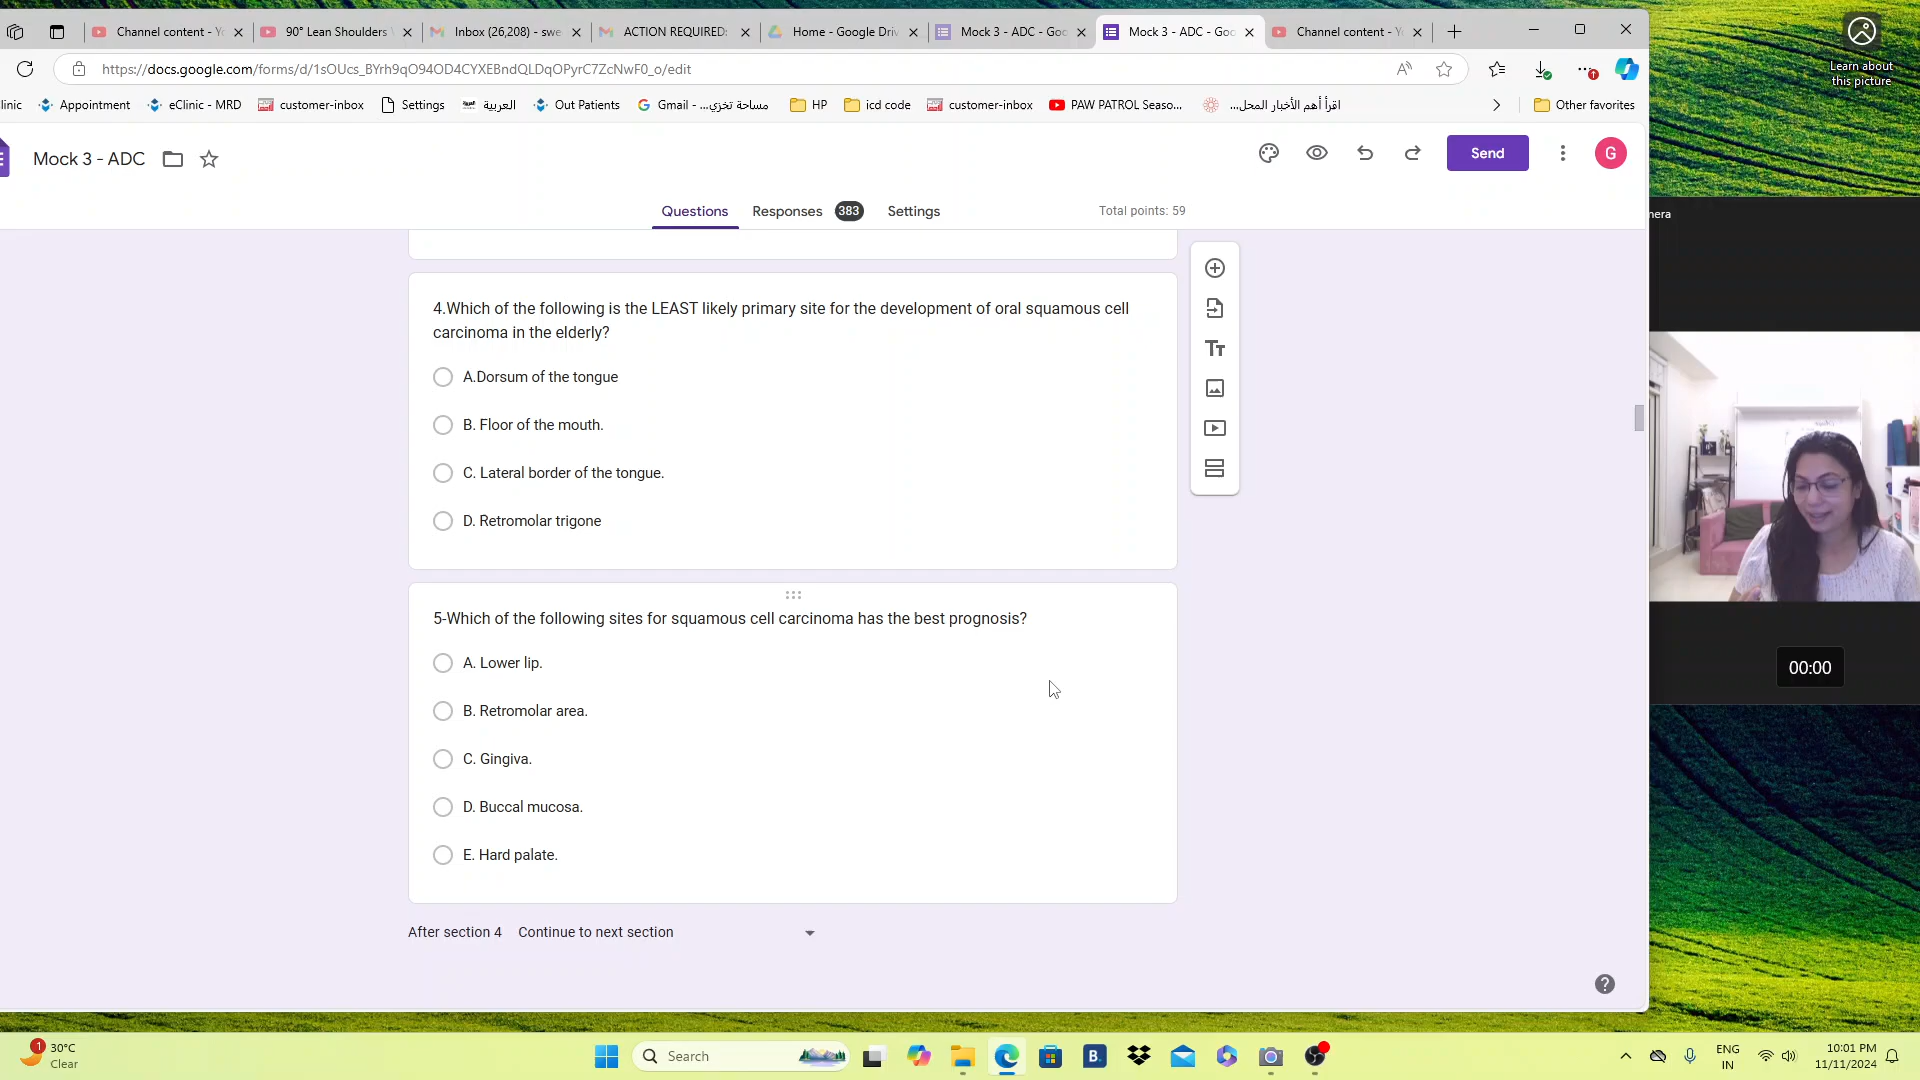 Channel content - Y
90° Lean Shoulders
Inbox (26,208) - swe
ACTION REQUIRED:
Home - Google Driv
Mock 3 - ADC - Goo
Mock 3 - ADC - Goo
Channel content - Y
Learn about
this picture
https://docs.google.com/forms/d/1sOUcs_BYrh9qO94OD4CYXEBndQLDqOPyrC7ZcNwF0_o/edit
linic
Appointment
eClinic - MRD
customer-inbox
Settings
العربية
Out Patients
Gmail - ...مساحة تخزي
HP
icd code
customer-inbox
PAW PATROL Seaso...
اقرأ أهم الأخبار المحل...
Other favorites
Mock 3 - ADC
Send
G
Questions
Responses 383
Settings
Total points: 59
mera
4.Which of the following is the LEAST likely primary site for the development of oral squamous cell
carcinoma in the elderly?
A.Dorsum of the tongue
B. Floor of the mouth.
C. Lateral border of the tongue.
D. Retromolar trigone
5-Which of the following sites for squamous cell carcinoma has the best prognosis?
A. Lower lip.
B. Retromolar area.
C. Gingiva.
D. Buccal mucosa.
E. Hard palate.
00:00
After section 4 Continue to next section
1
30°C
Clear
Search
B.
ENG
IN
10:01 PM
11/11/2024